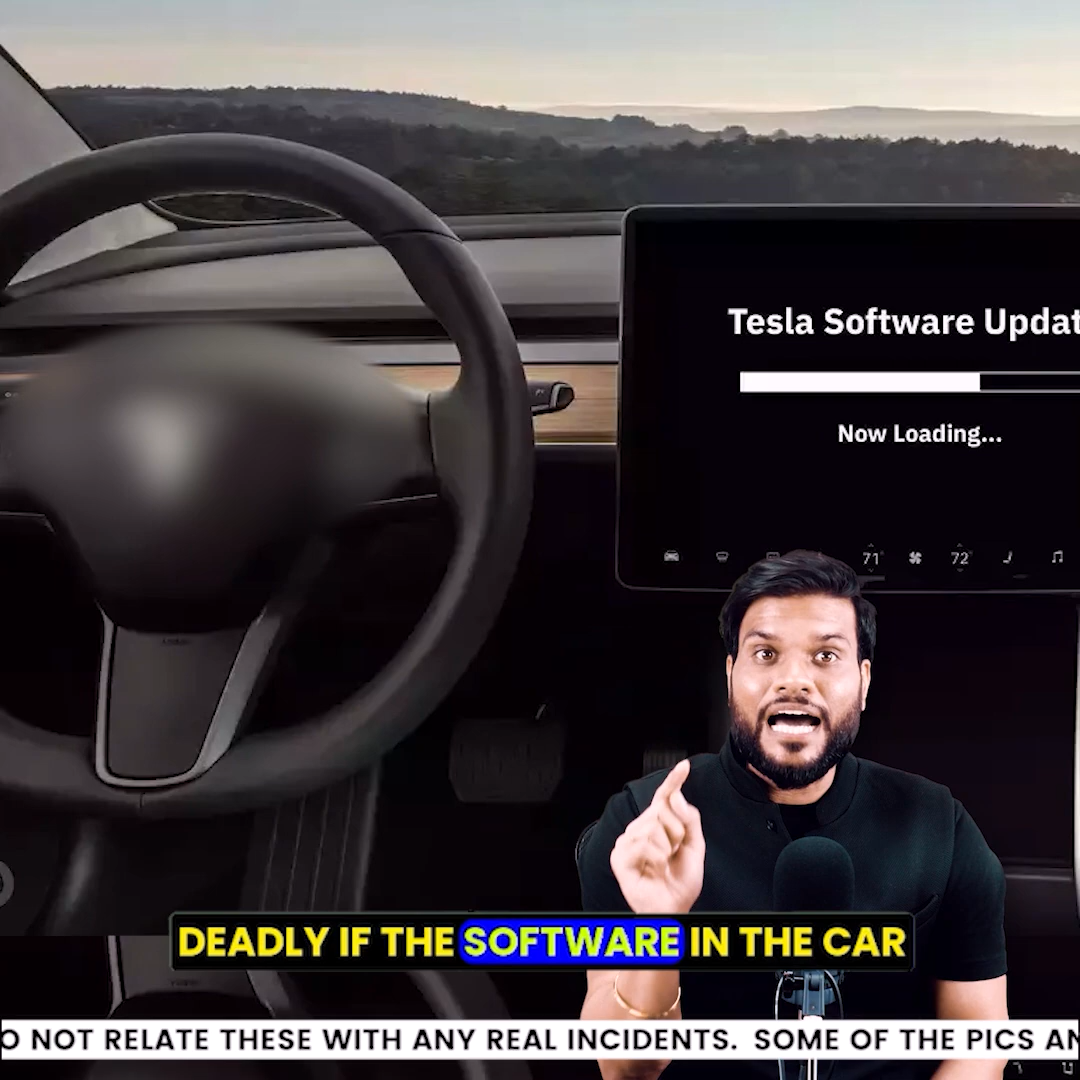 Tesla Software Updat
Now Loading...
71 72
DEADLY IF THE SOFTWARE IN THE CAR
O NOT RELATE THESE WITH ANY REAL INCIDENTS. SOME OF THE PICS AN